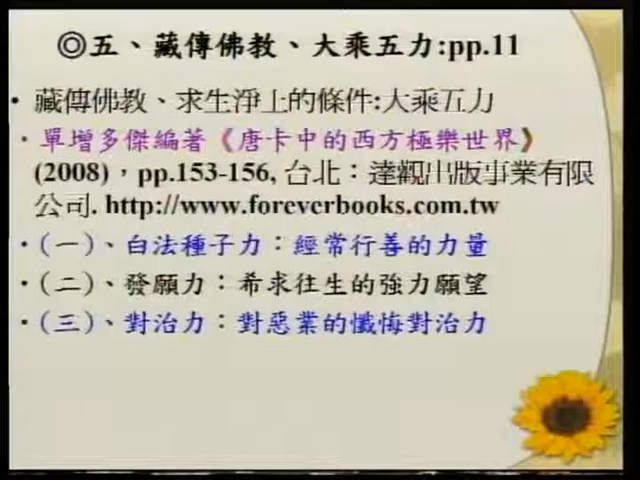 ◎五、藏傳佛教、大乘五力:pp.11
• 藏傳佛教、求生淨土的條件:大乘五力
• 單增多傑編著《唐卡中的西方極樂世界》
(2008)，pp.153-156, 台北：達觀出版事業有限
公司. http://www.foreverbooks.com.tw
• (一)、白法種子力：經常行善的力量
• (二)、發願力：希求往生的強力願望
• (三)、對治力：對惡業的懺悔對治力